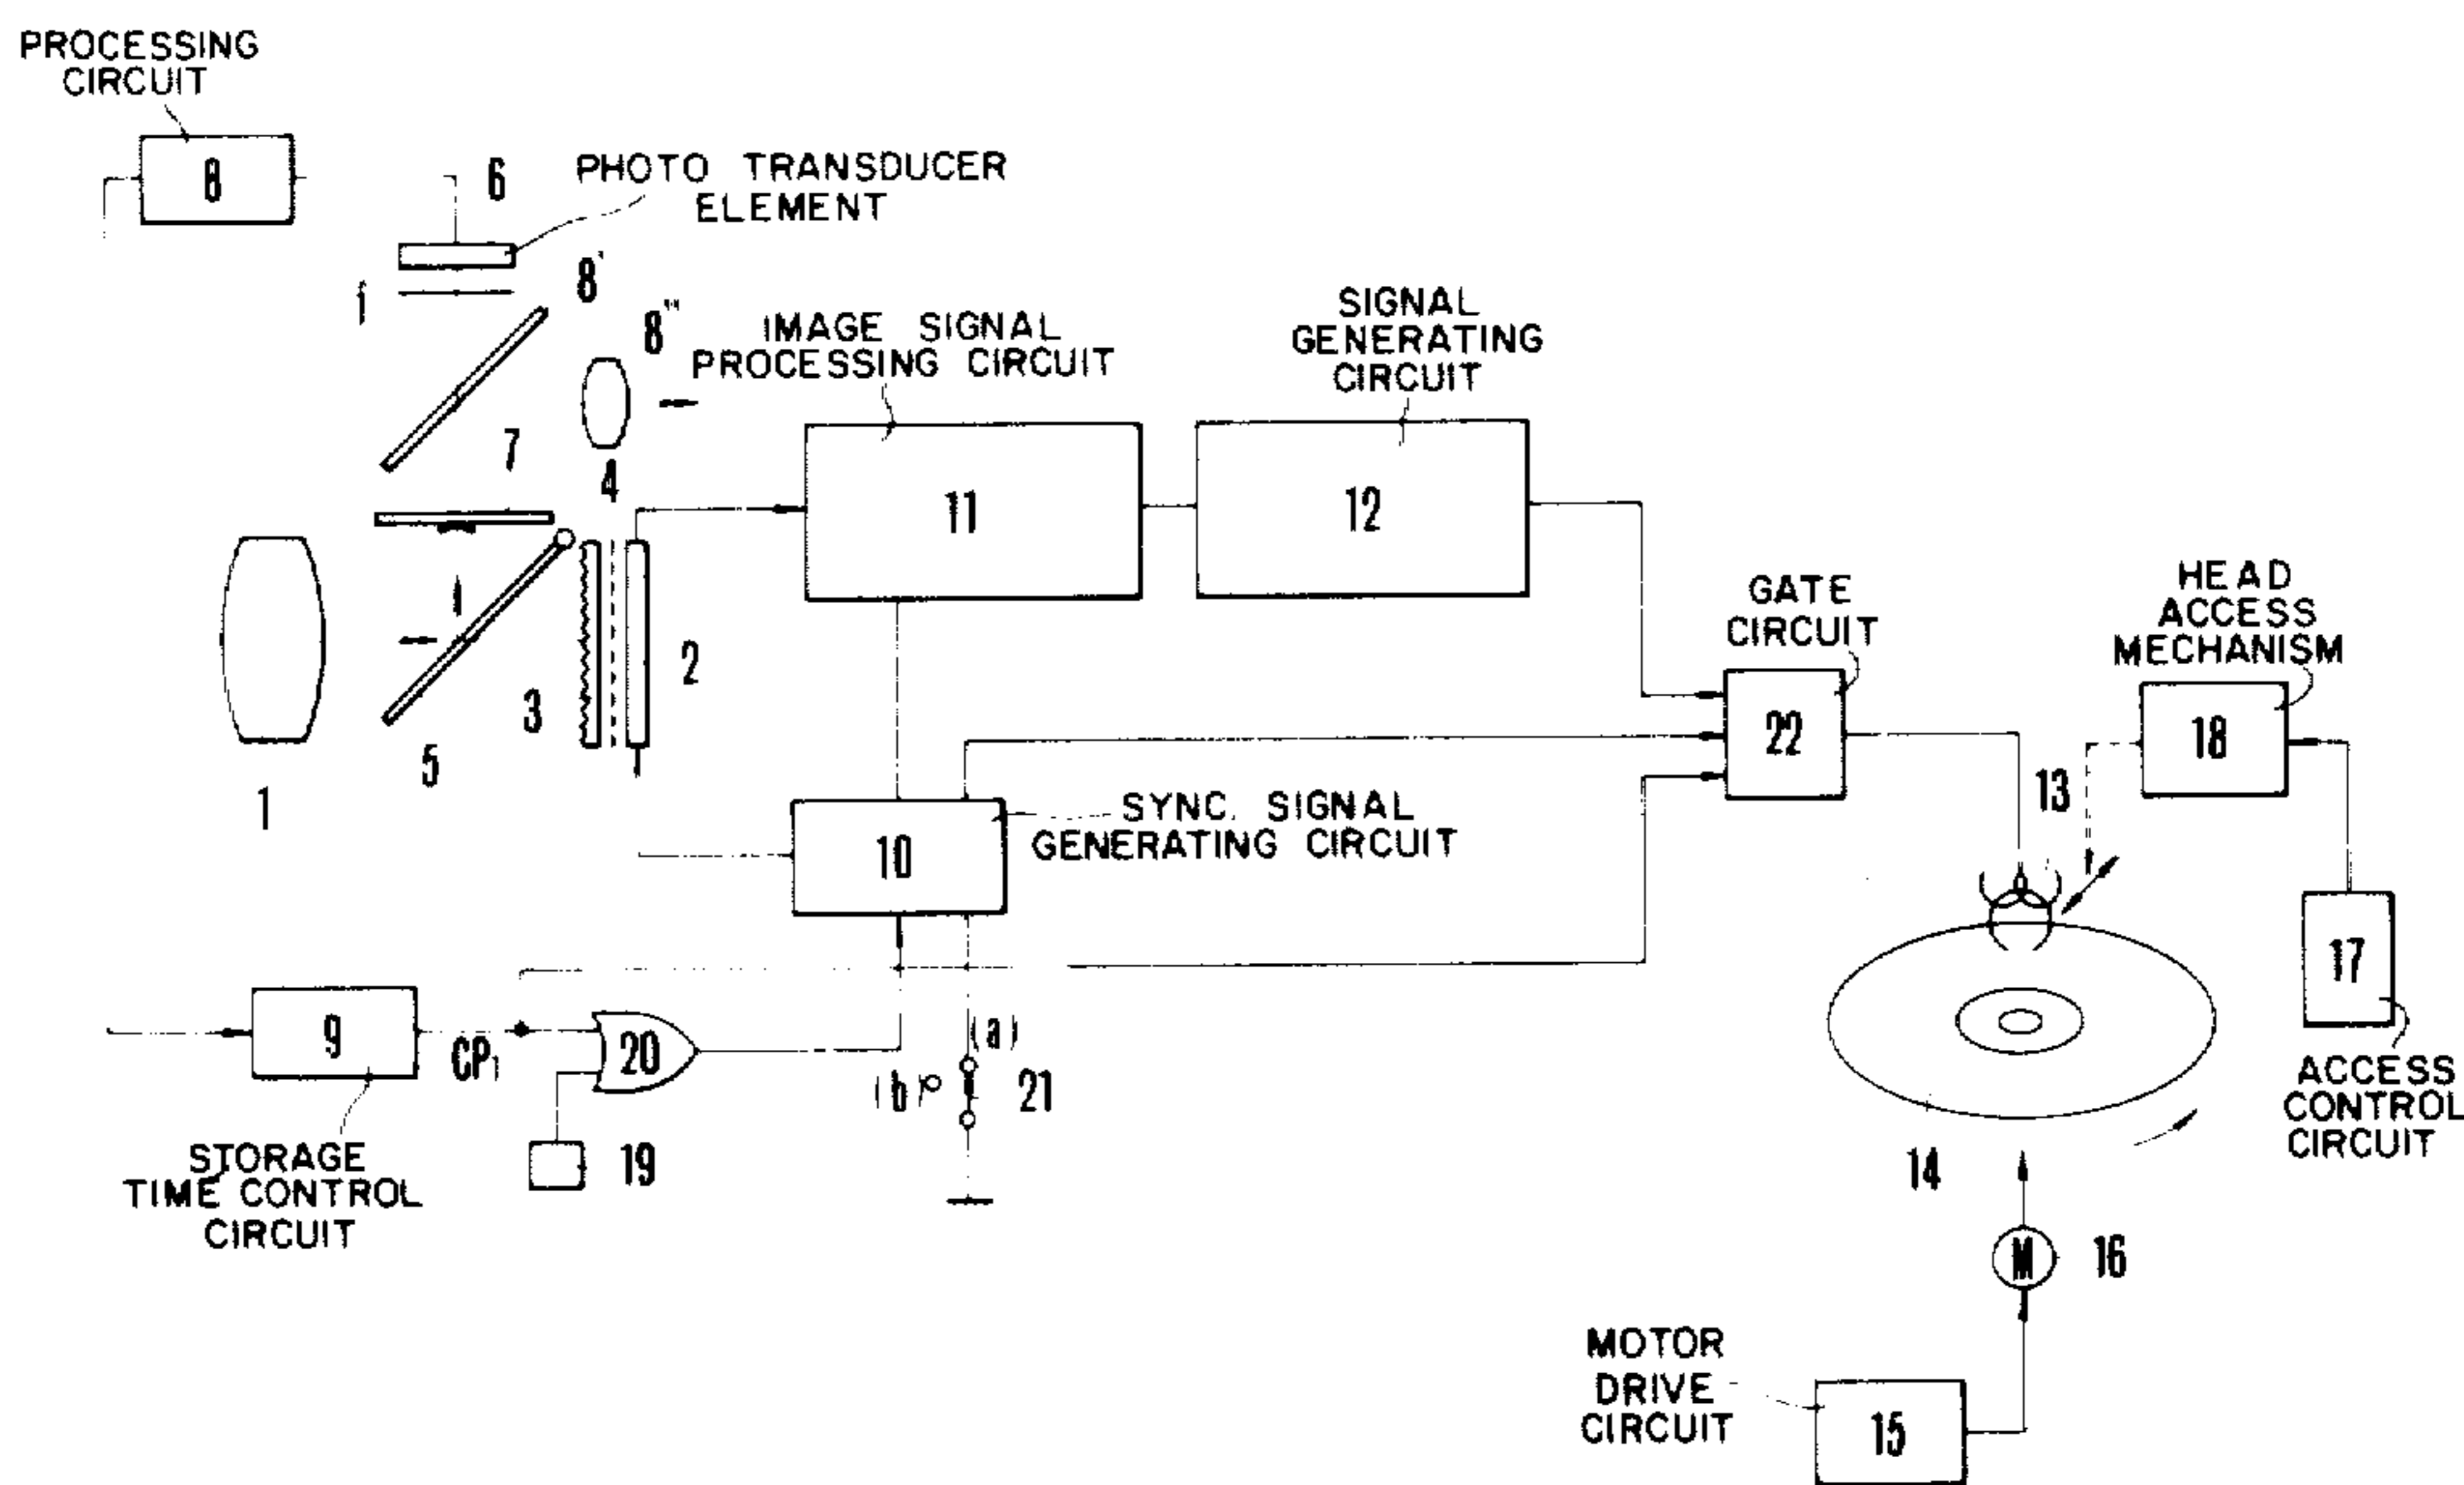 PROCESSING
CIRCUIT
8
6
PHOTO TRANSDUCER
ELEMENT
8'
8"
7
4
IMAGE SIGNAL
PROCESSING CIRCUIT
11
SIGNAL
GENERATING
CIRCUIT
12
1
5
3
2
GATE
CIRCUIT
22
HEAD
ACCESS
MECHANISM
18
13
10
SYNC. SIGNAL
GENERATING CIRCUIT
17
ACCESS
CONTROL
CIRCUIT
9
CP1
20
(a)
(b)
21
19
STORAGE
TIME CONTROL
CIRCUIT
14
M
16
MOTOR
DRIVE
CIRCUIT
15